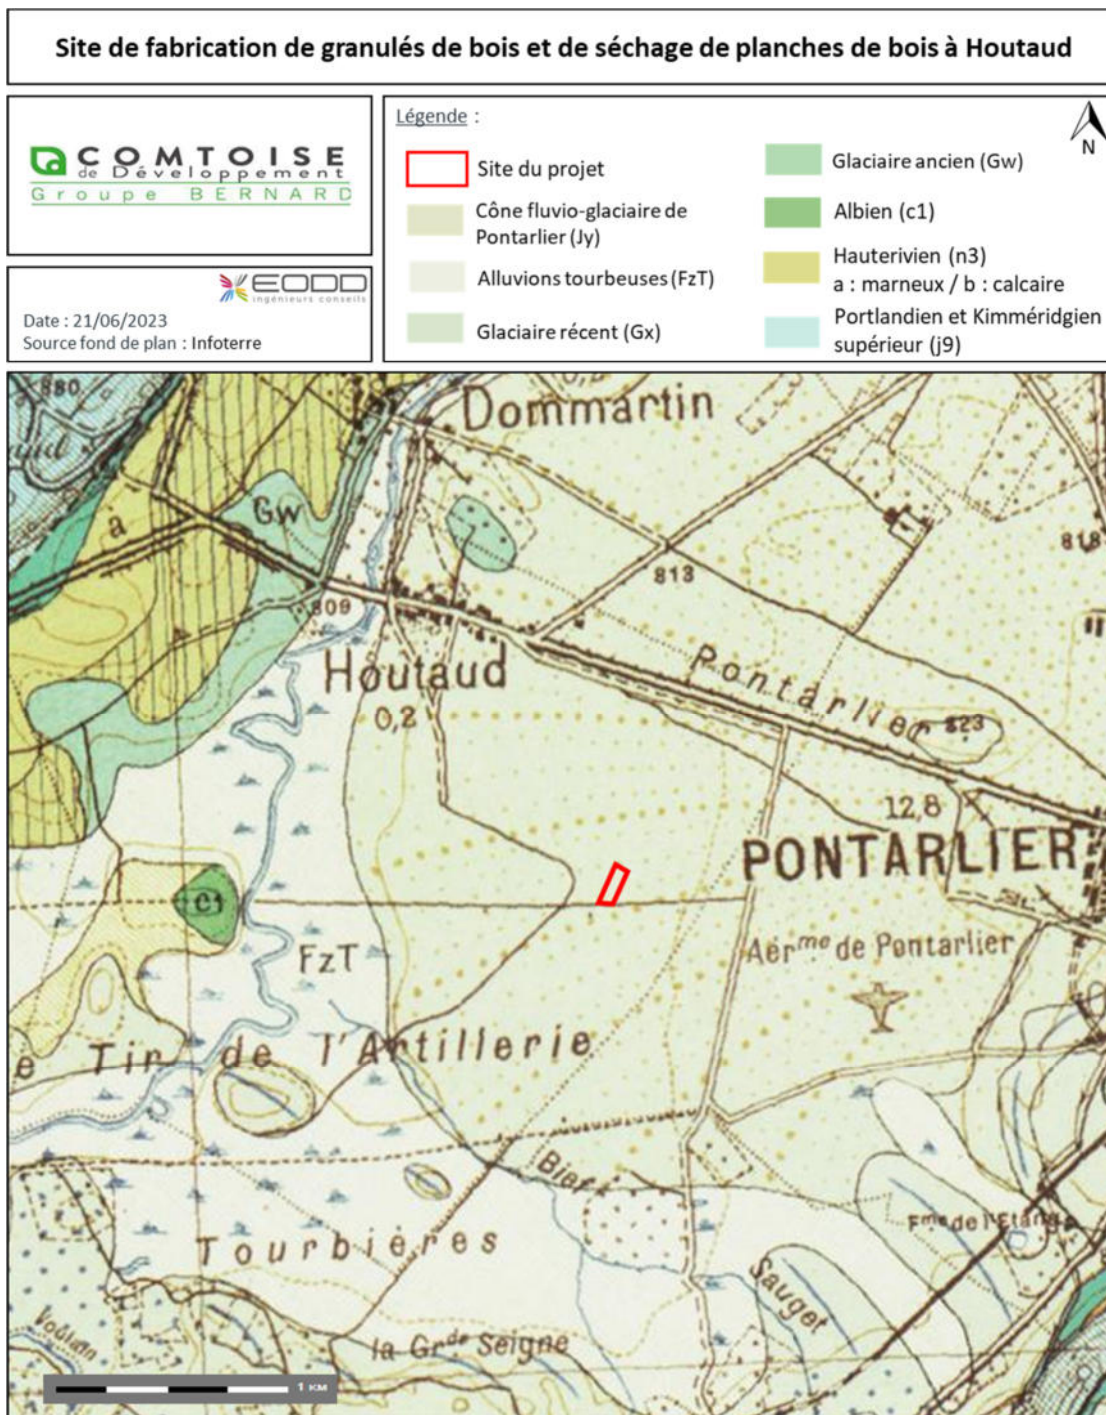 Site de fabrication de granulés de bois et de séchage de planches de bois à Houtaud
COMTOISE
de Développement
Groupe BERNARD
EODD
ingénieurs conseils
Date : 21/06/2023
Source fond de plan : Infoterre
Légende :
N
Site du projet
Cône fluvio-glaciaire de
Pontarlier (Jy)
Alluvions tourbeuses (FzT)
Glaciaire récent (Gx)
Glaciaire ancien (Gw)
Albien (c1)
Hauterivien (n3)
a : marneux / b : calcaire
Portlandien et Kimméridgien
supérieur (j9)
880
Dommartin
Gw
a
818
813
809
Houtaud
Pontarlier
0,2
823
12,8
PONTARLIER
C1
Aérme de Pontarlier
FzT
e Tir de l'Artillerie
Bief
Fme de l'Etang
Tourbières
Sauget
la Grde Seigne
1 KM